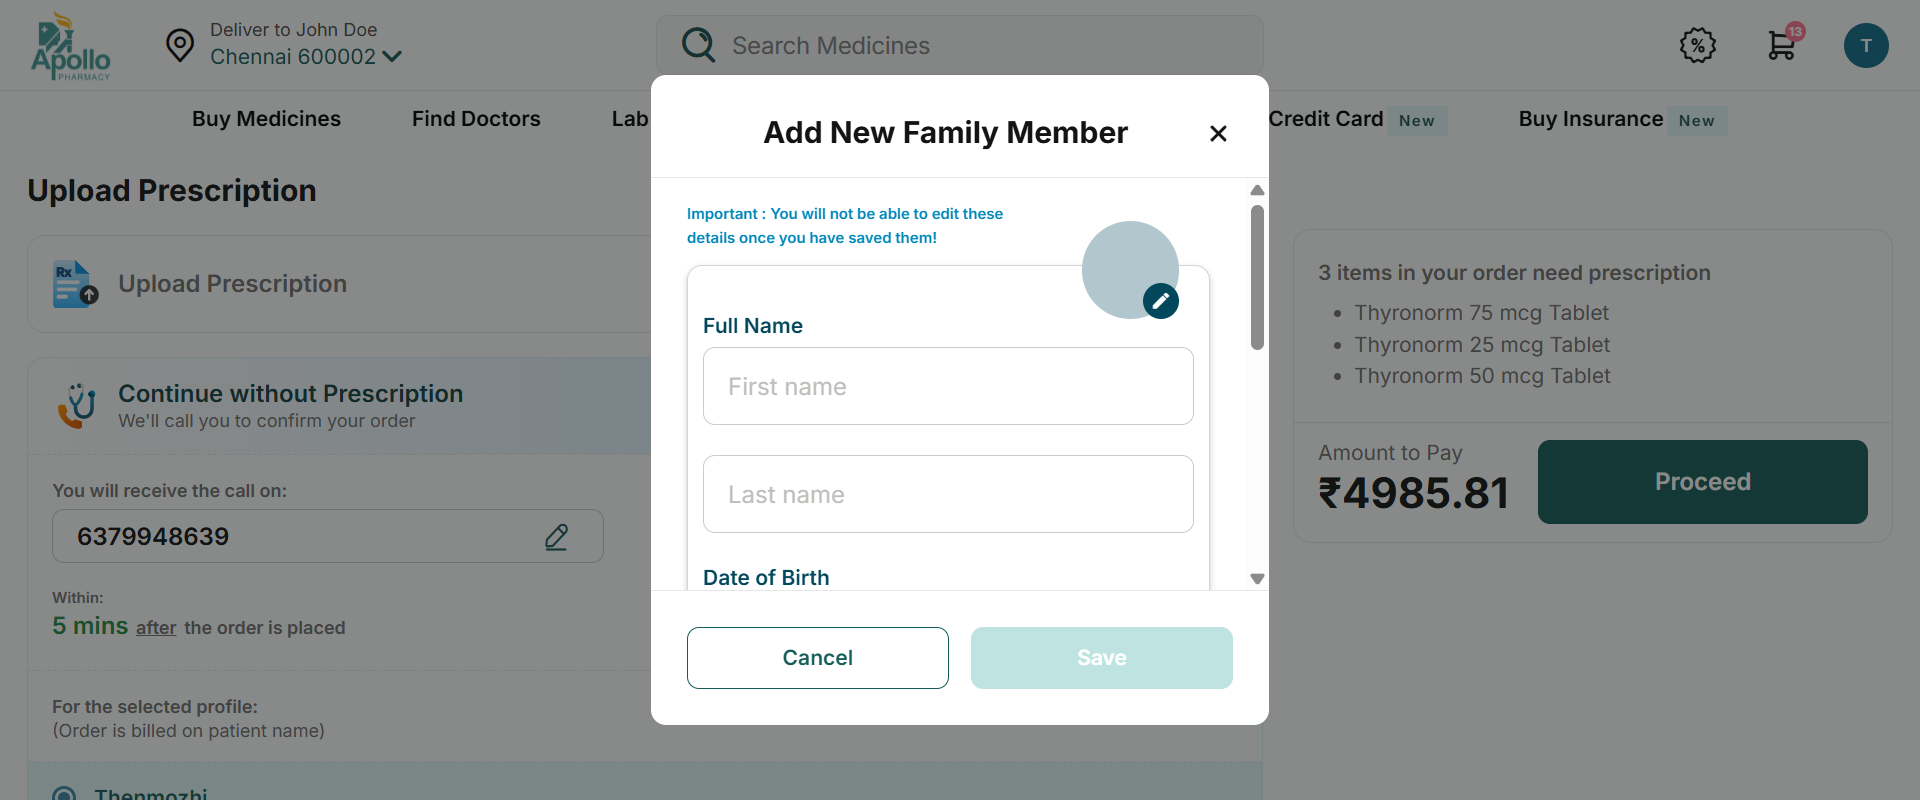 Apollo
PHARMACY
Deliver to John Doe
Chennai 600002
Search Medicines
%
13
T
Buy Medicines
Find Doctors
Lab
Credit Card New
Buy Insurance New
Upload Prescription
Rx
Upload Prescription
Continue without Prescription
We'll call you to confirm your order
You will receive the call on:
6379948639
Within:
5 mins after the order is placed
For the selected profile:
(Order is billed on patient name)
Thenmozhi
Add New Family Member
Important : You will not be able to edit these
details once you have saved them!
Full Name
First name
Last name
Date of Birth
Cancel
Save
3 items in your order need prescription
• Thyronorm 75 mcg Tablet
• Thyronorm 25 mcg Tablet
• Thyronorm 50 mcg Tablet
Amount to Pay
₹4985.81
Proceed